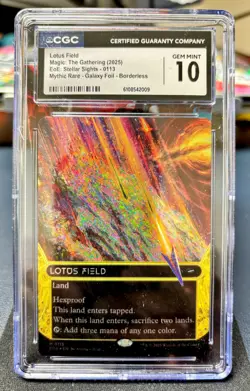 CGC
CERTIFIED GUARANTY COMPANY
Lotus Field
Magic: The Gathering (2025)
EoE: Stellar Sights - 0113
Mythic Rare - Galaxy Foil - Borderless
6108542009
GEM MINT
10
LOTUS FIELD
Land
Hexproof
This land enters tapped.
When this land enters, sacrifice two lands.
: Add three mana of any one color.
M 0113